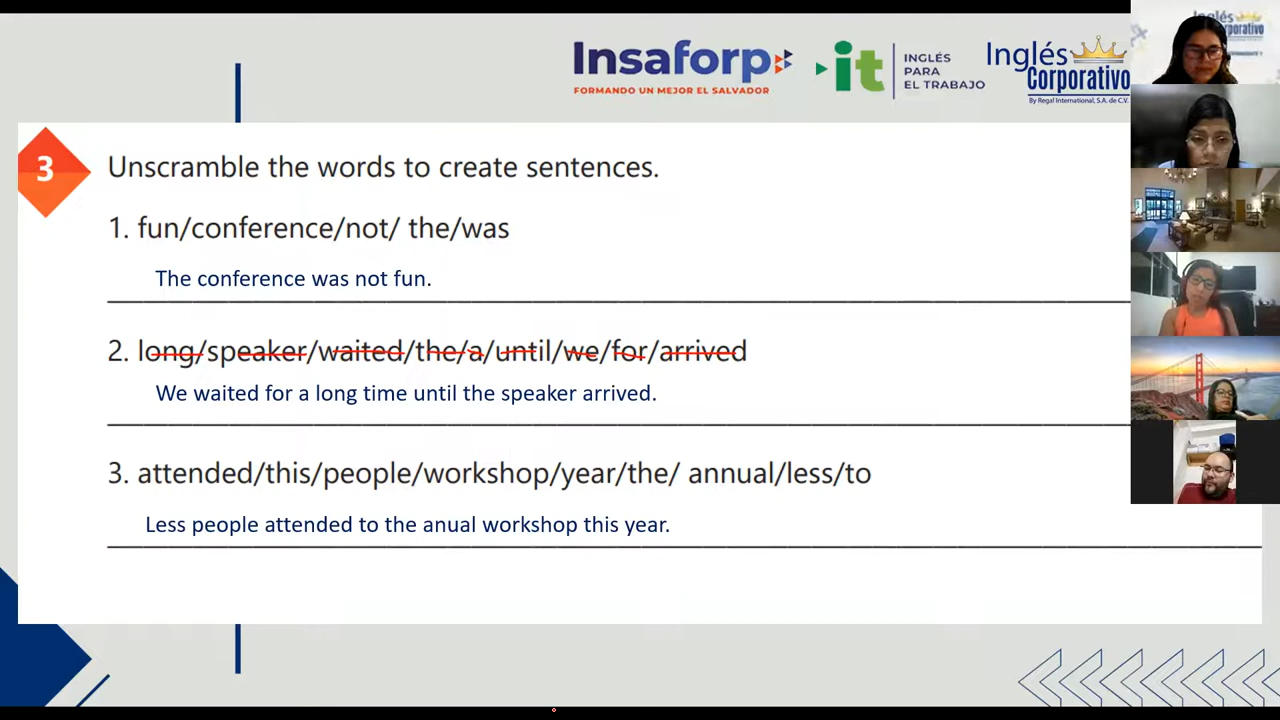 Insaforp
FORMANDO UN MEJOR EL SALVADOR
it
INGLÉS
PARA
EL TRABAJO
Inglés
Corporativo
By Regal International, S.A. de C.V.
3
Unscramble the words to create sentences.
1. fun/conference/not/ the/was
The conference was not fun.
2. long/speaker/waited/the/a/until/we/for/arrived
We waited for a long time until the speaker arrived.
3. attended/this/people/workshop/year/the/ annual/less/to
Less people attended to the anual workshop this year.